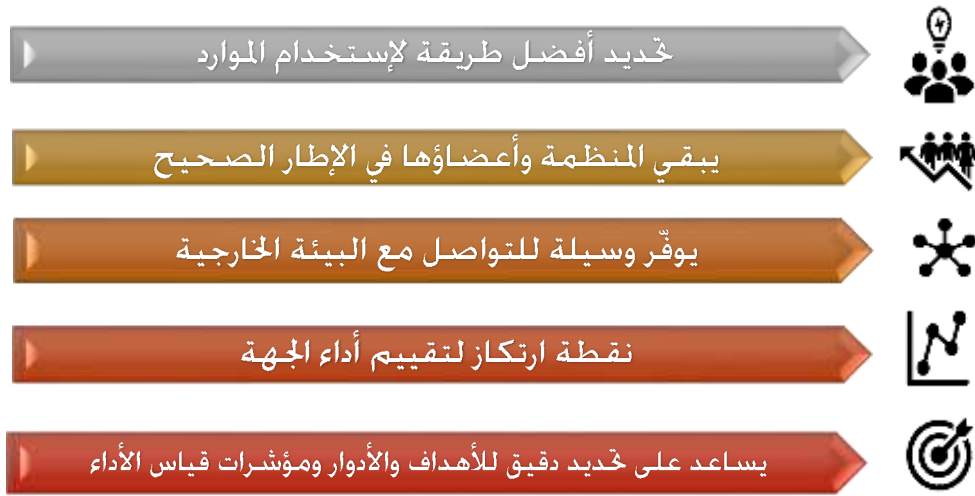 تحديد أفضل طريقة لإستخدام الموارد
يبقي المنظمة وأعضاؤها في الإطار الصحيح
يوفّر وسيلة للتواصل مع البيئة الخارجية
نقطة ارتكاز لتقييم أداء الجهة
يساعد على تحديد دقيق للأهداف والأدوار ومؤشرات قياس الأداء